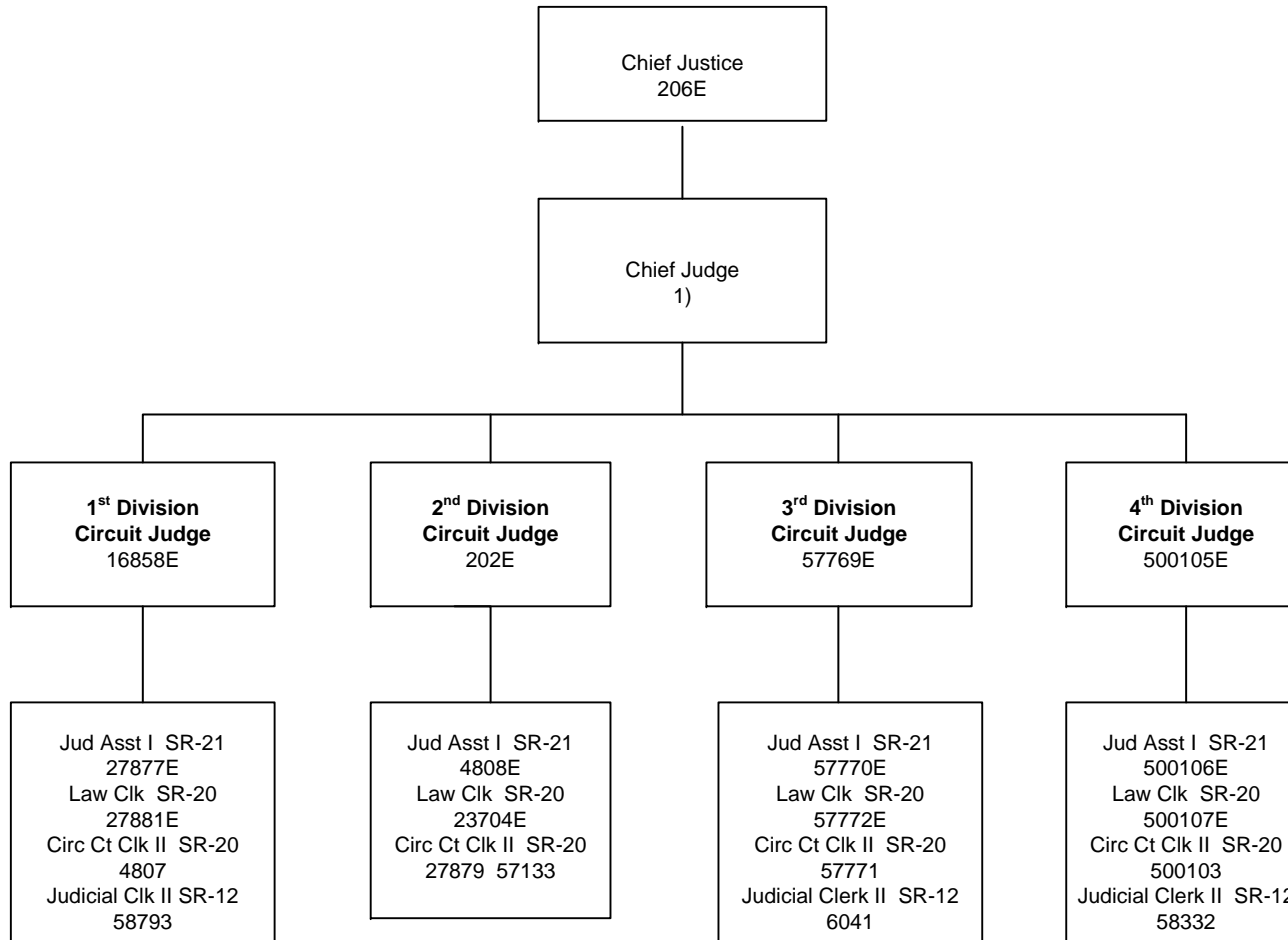 Chief Justice
206E
Chief Judge
1)
1st Division
Circuit Judge
16858E
2nd Division
Circuit Judge
202E
3rd Division
Circuit Judge
57769E
4th Division
Circuit Judge
500105E
Jud Asst I SR-21
27877E
Law Clk SR-20
27881E
Circ Ct Clk II SR-20
4807
Judicial Clk II SR-12
58793
Jud Asst I SR-21
4808E
Law Clk SR-20
23704E
Circ Ct Clk II SR-20
27879 57133
Jud Asst I SR-21
57770E
Law Clk SR-20
57772E
Circ Ct Clk II SR-20
57771
Judicial Clerk II SR-12
6041
Jud Asst I SR-21
500106E
Law Clk SR-20
500107E
Circ Ct Clk II SR-20
500103
Judicial Clerk II SR-12
58332